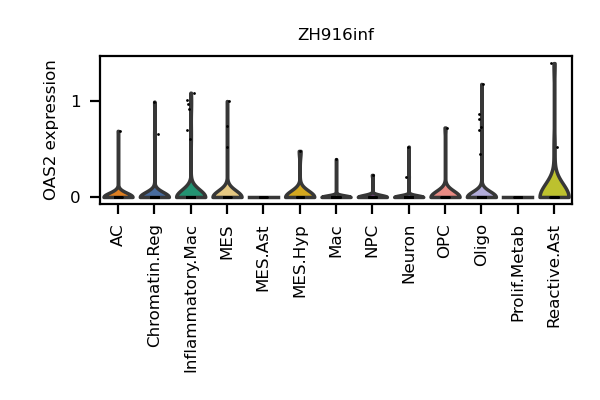 ZH916inf
OAS2 expression
1
0
AC
Chromatin.Reg
Inflammatory.Mac
MES
MES.Ast
MES.Hyp
Mac
NPC
Neuron
OPC
Oligo
Prolif.Metab
Reactive.Ast